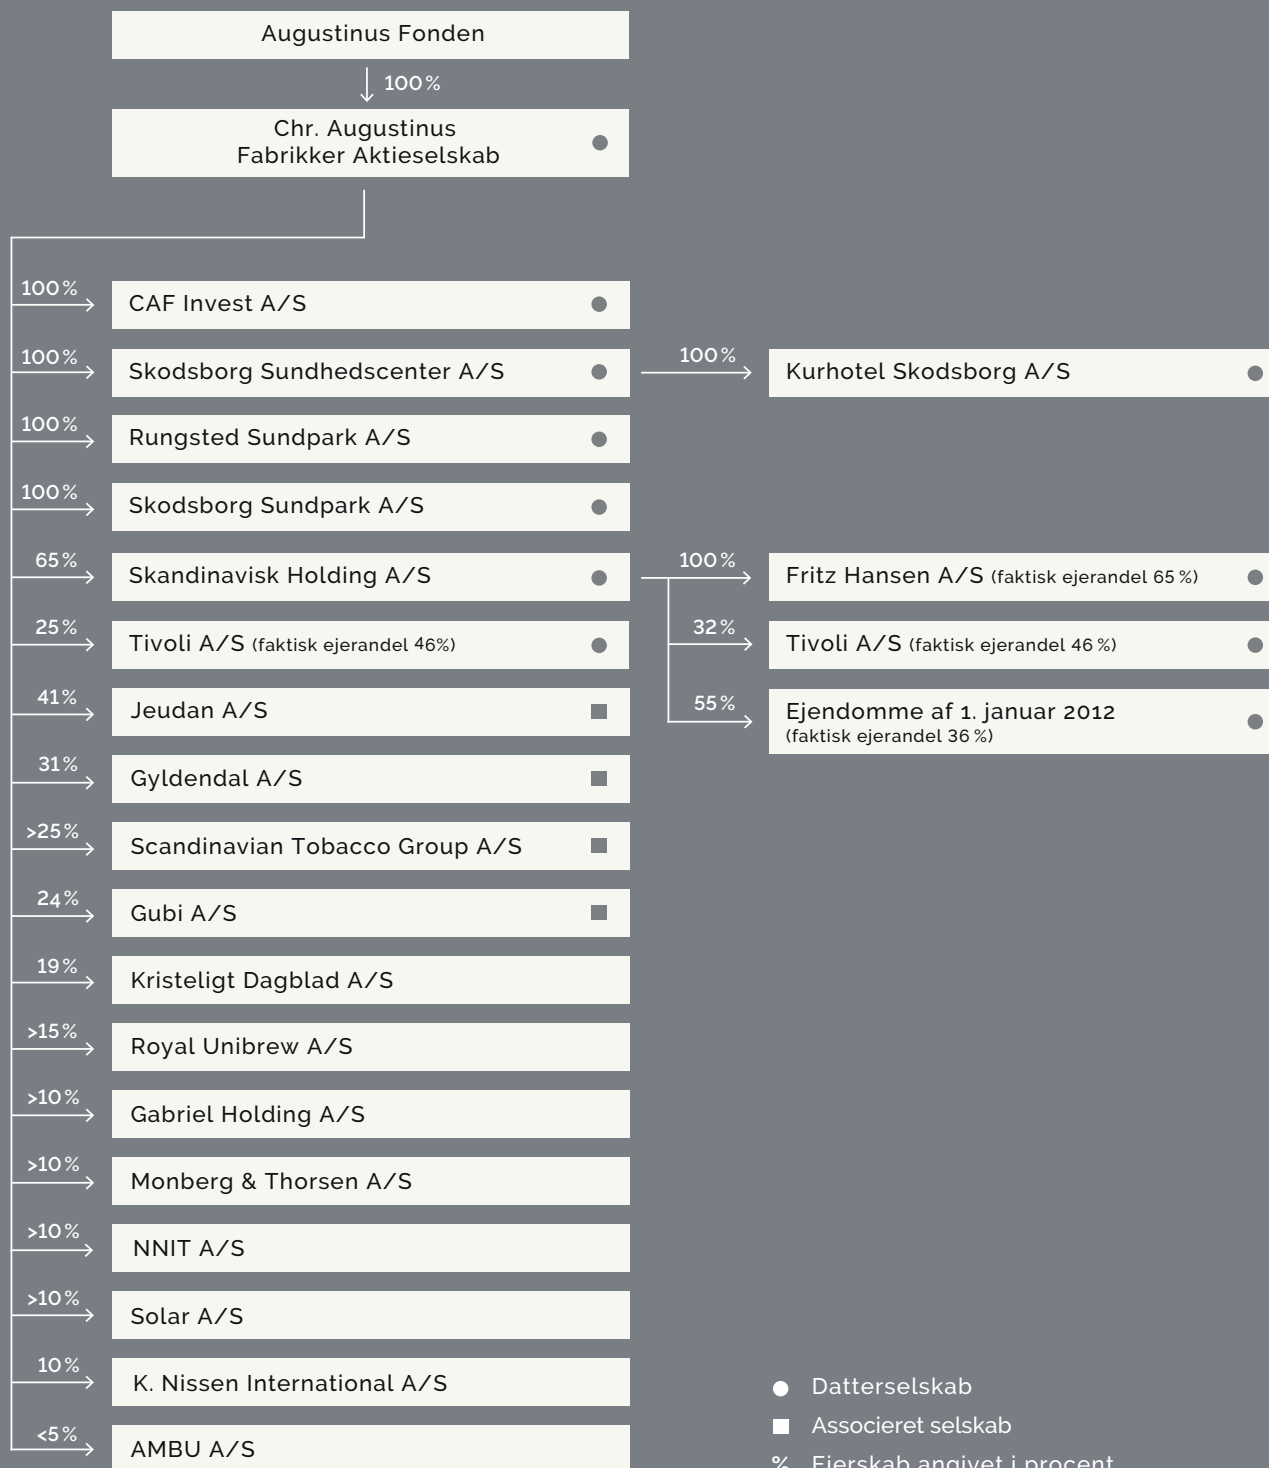 Augustinus Fonden
100%
Chr. Augustinus
Fabrikker Aktieselskab
100%
CAF Invest A/S
100%
Skodsborg Sundhedscenter A/S
100%
Kurhotel Skodsborg A/S
100%
Rungsted Sundpark A/S
100%
Skodsborg Sundpark A/S
65%
Skandinavisk Holding A/S
100%
Fritz Hansen A/S (faktisk ejerandel 65 %)
25%
Tivoli A/S (faktisk ejerandel 46%)
32%
Tivoli A/S (faktisk ejerandel 46 %)
41%
Jeudan A/S
55%
Ejendomme af 1. januar 2012
(faktisk ejerandel 36 %)
31%
Gyldendal A/S
>25%
Scandinavian Tobacco Group A/S
24%
Gubi A/S
19%
Kristeligt Dagblad A/S
>15%
Royal Unibrew A/S
>10%
Gabriel Holding A/S
>10%
Monberg & Thorsen A/S
>10%
NNIT A/S
>10%
Solar A/S
10%
K. Nissen International A/S
<5%
AMBU A/S
Datterselskab
Associeret selskab
% Ejerskab angivet i procent